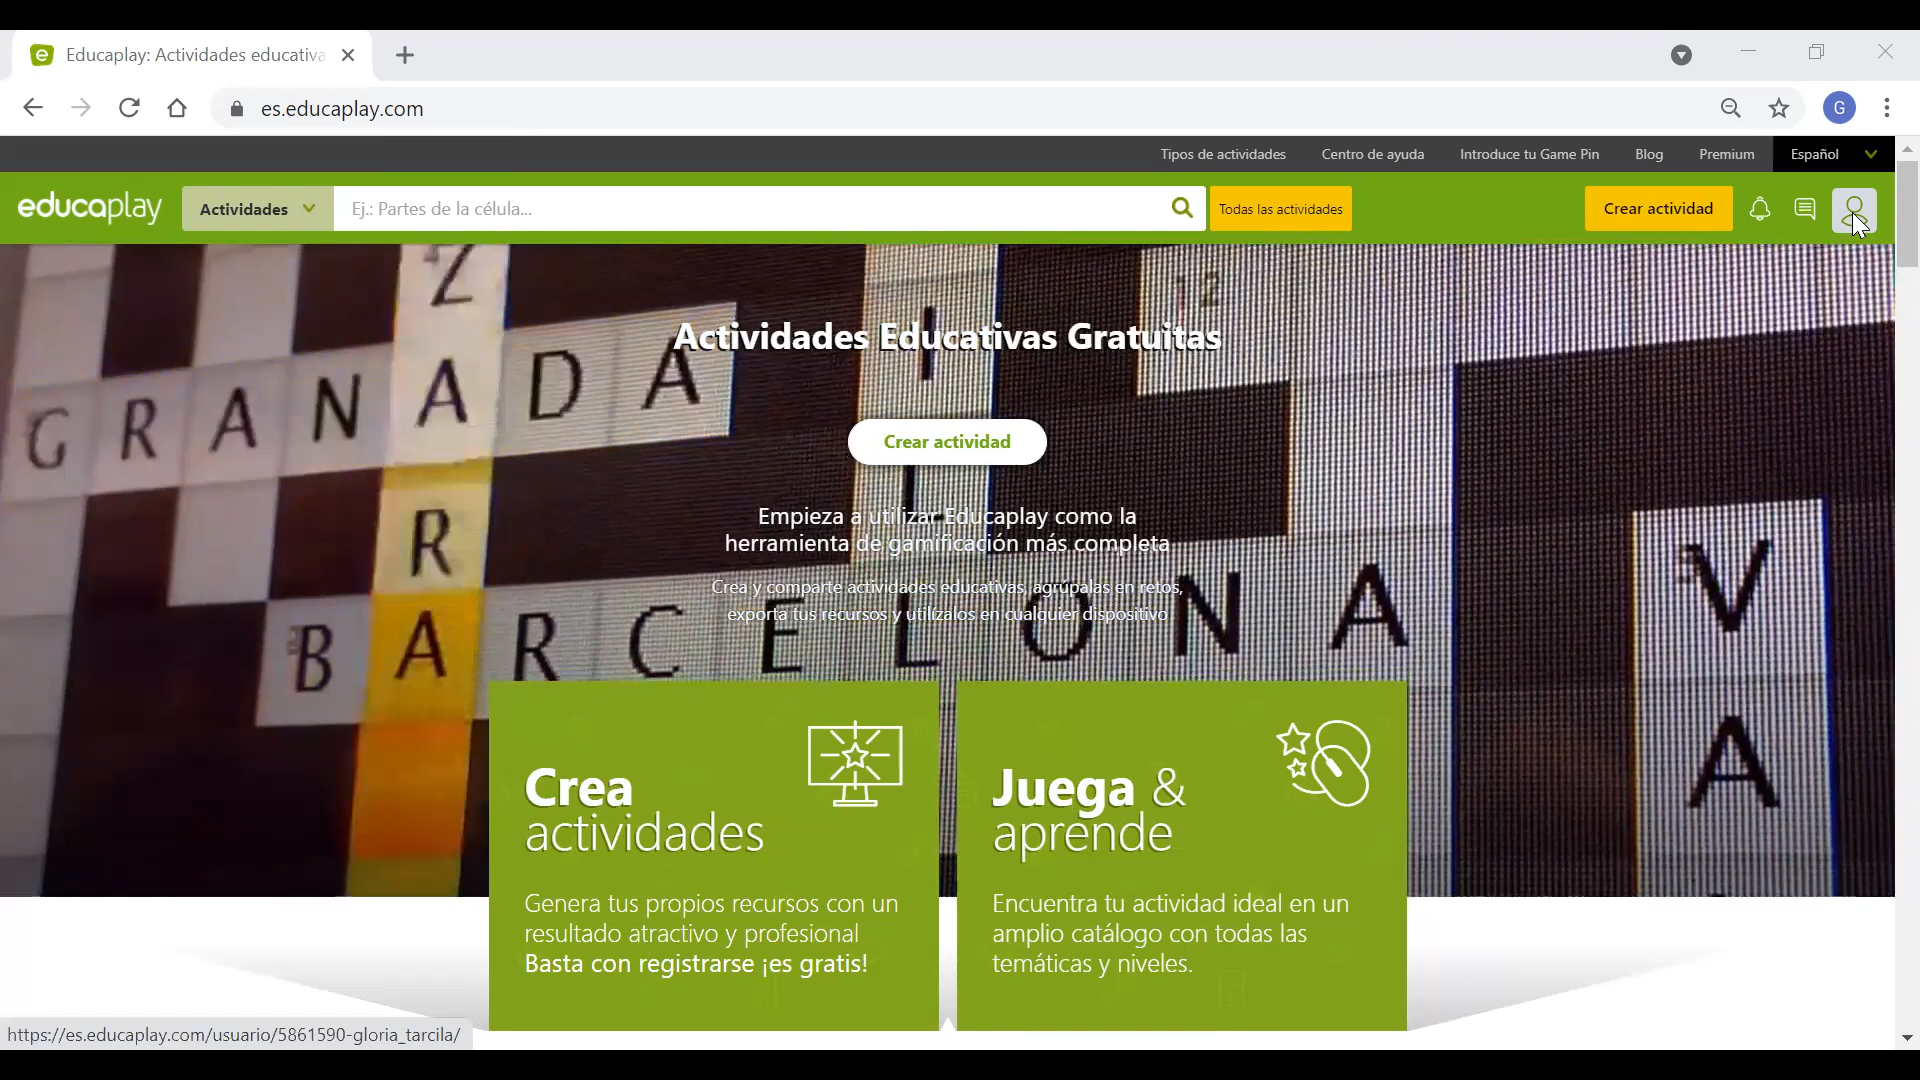 Educaplay: Actividades educativa
es.educaplay.com
G
Tipos de actividades
Centro de ayuda
Introduce tu Game Pin
Blog
Premium
Español
educaplay
Actividades
Ej.: Partes de la célula...
Todas las actividades
Crear actividad
Z
12
Actividades Educativas Gratuitas
GRANADA
Crear actividad
R
Empieza a utilizar Educaplay como la
herramienta de gamificación más completa
Crea y comparte actividades educativas, agrúpalas en retos,
exporta tus recursos y utilízalos en cualquier dispositivo
BARCELONA
V
A
Crea
actividades
Genera tus propios recursos con un
resultado atractivo y profesional
Basta con registrarse ¡es gratis!
Juega &
aprende
Encuentra tu actividad ideal en un
amplio catálogo con todas las
temáticas y niveles.
https://es.educaplay.com/usuario/5861590-gloria_tarcila/